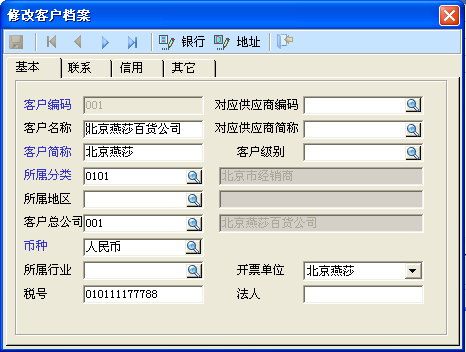 修改客户档案
银行 地址
基本 联系 信用 其它
客户编码 001 对应供应商编码
客户名称 北京燕莎百货公司 对应供应商简称
客户简称 北京燕莎 客户级别
所属分类 0101 北京市经销商
所属地区
客户总公司 001 北京燕莎百货公司
币种 人民币
所属行业 开票单位 北京燕莎
税号 010111177788 法人